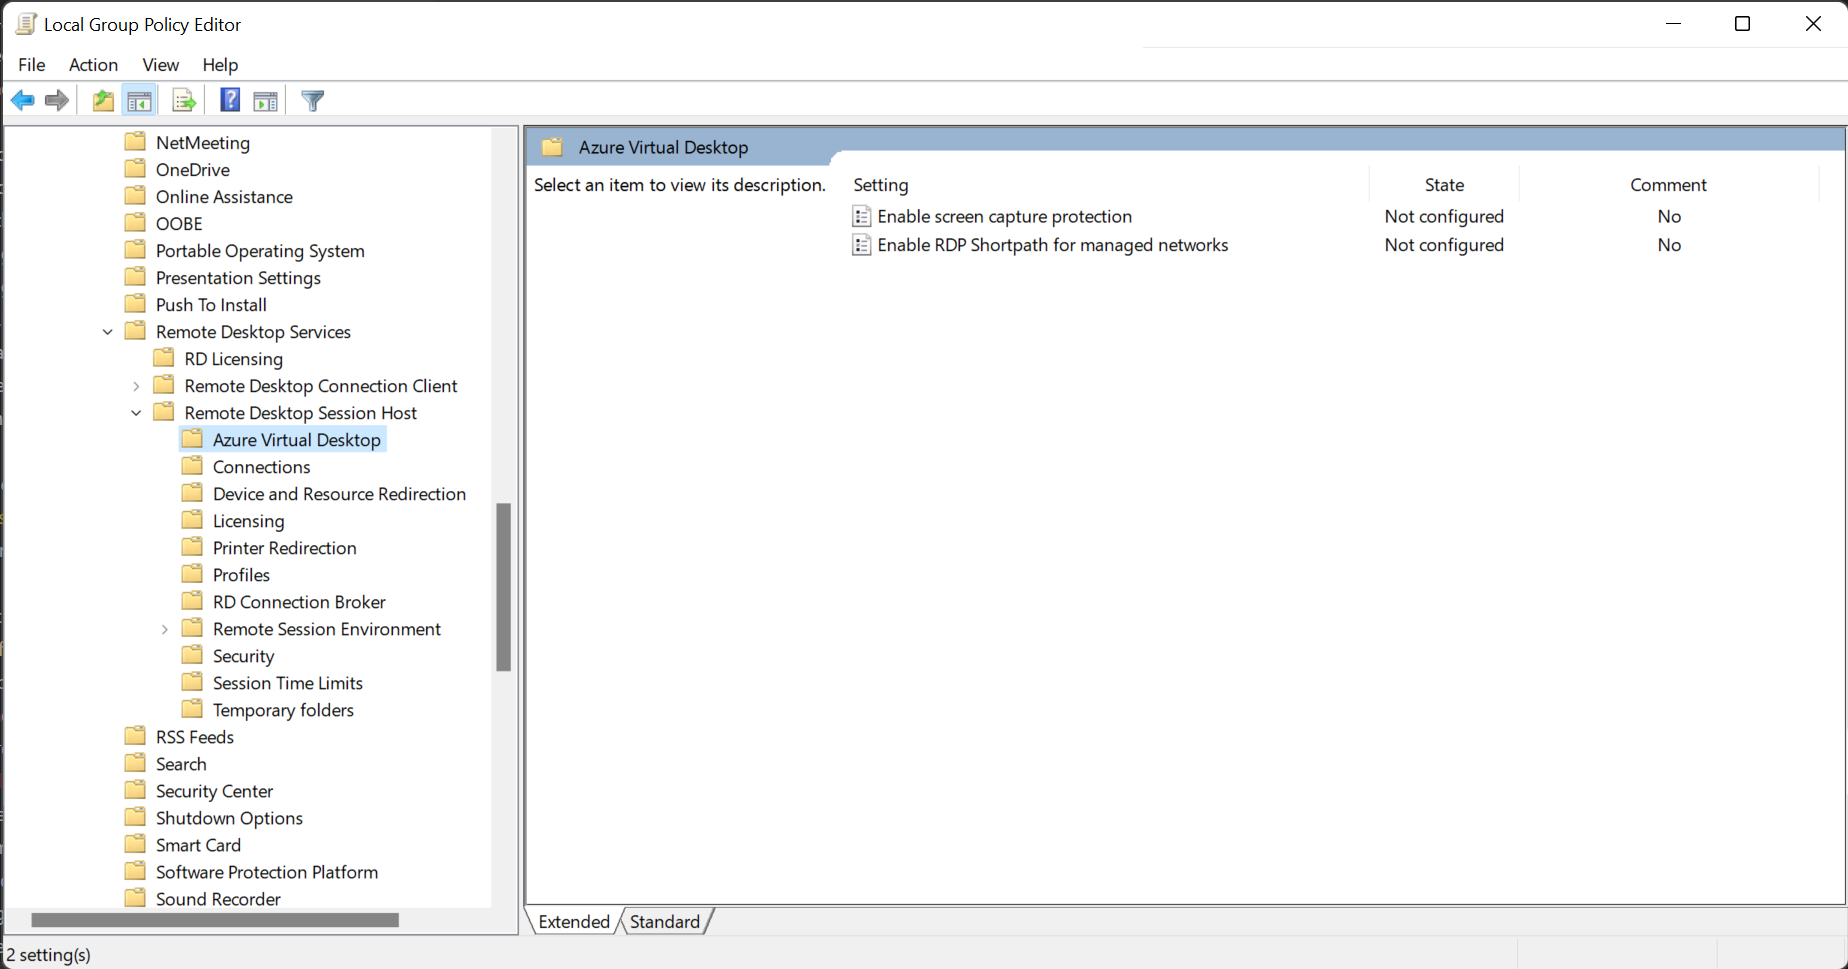 Local Group Policy Editor
File Action View Help
NetMeeting
OneDrive
Online Assistance
OOBE
Portable Operating System
Presentation Settings
Push To Install
Remote Desktop Services
RD Licensing
Remote Desktop Connection Client
Remote Desktop Session Host
Azure Virtual Desktop
Connections
Device and Resource Redirection
Licensing
Printer Redirection
Profiles
RD Connection Broker
Remote Session Environment
Security
Session Time Limits
Temporary folders
RSS Feeds
Search
Security Center
Shutdown Options
Smart Card
Software Protection Platform
Sound Recorder
Azure Virtual Desktop
Select an item to view its description.
Setting State Comment
Enable screen capture protection Not configured No
Enable RDP Shortpath for managed networks Not configured No
Extended Standard
2 setting(s)